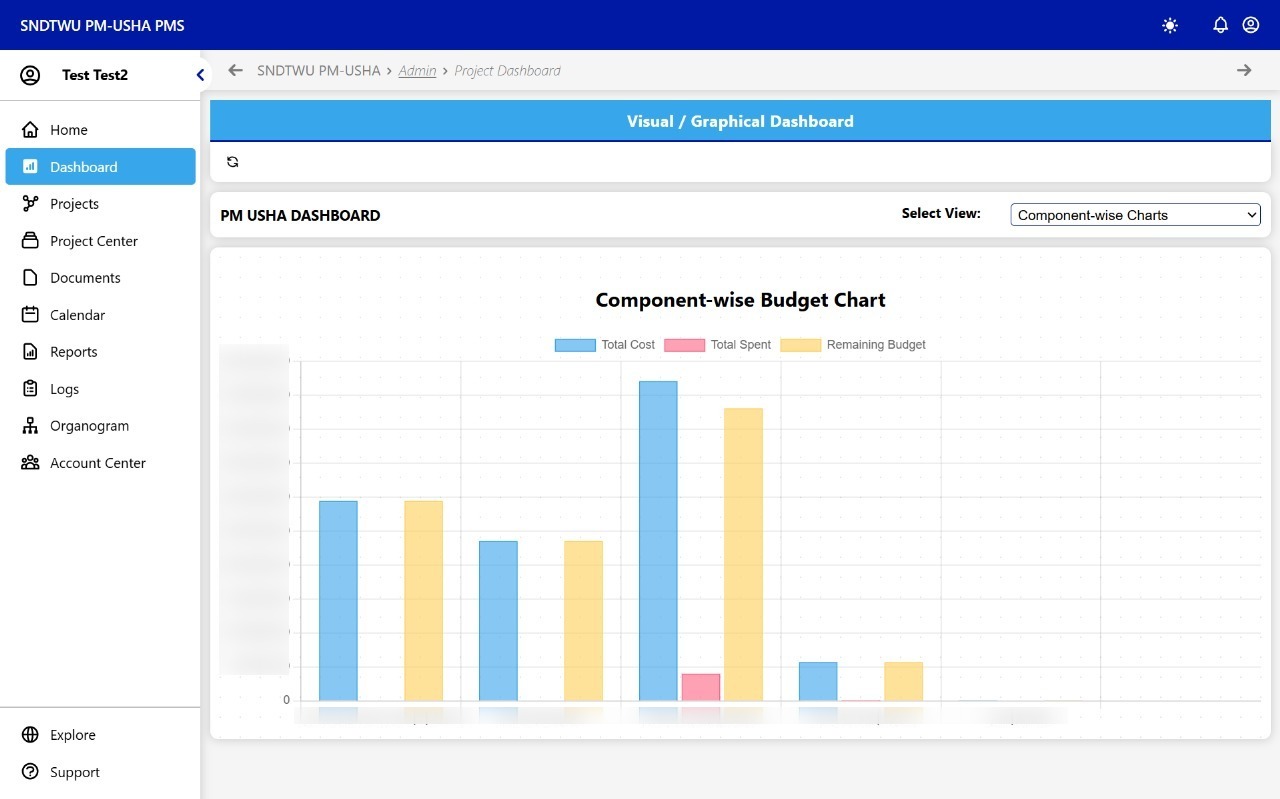 SNDTWU PM-USHA PMS
Test Test2
SNDTWU PM-USHA > Admin > Project Dashboard
Home
Dashboard
Projects
Project Center
Documents
Calendar
Reports
Logs
Organogram
Account Center
Explore
Support
Visual / Graphical Dashboard
PM USHA DASHBOARD
Select View:
Component-wise Charts
Component-wise Budget Chart
Total Cost
Total Spent
Remaining Budget
0